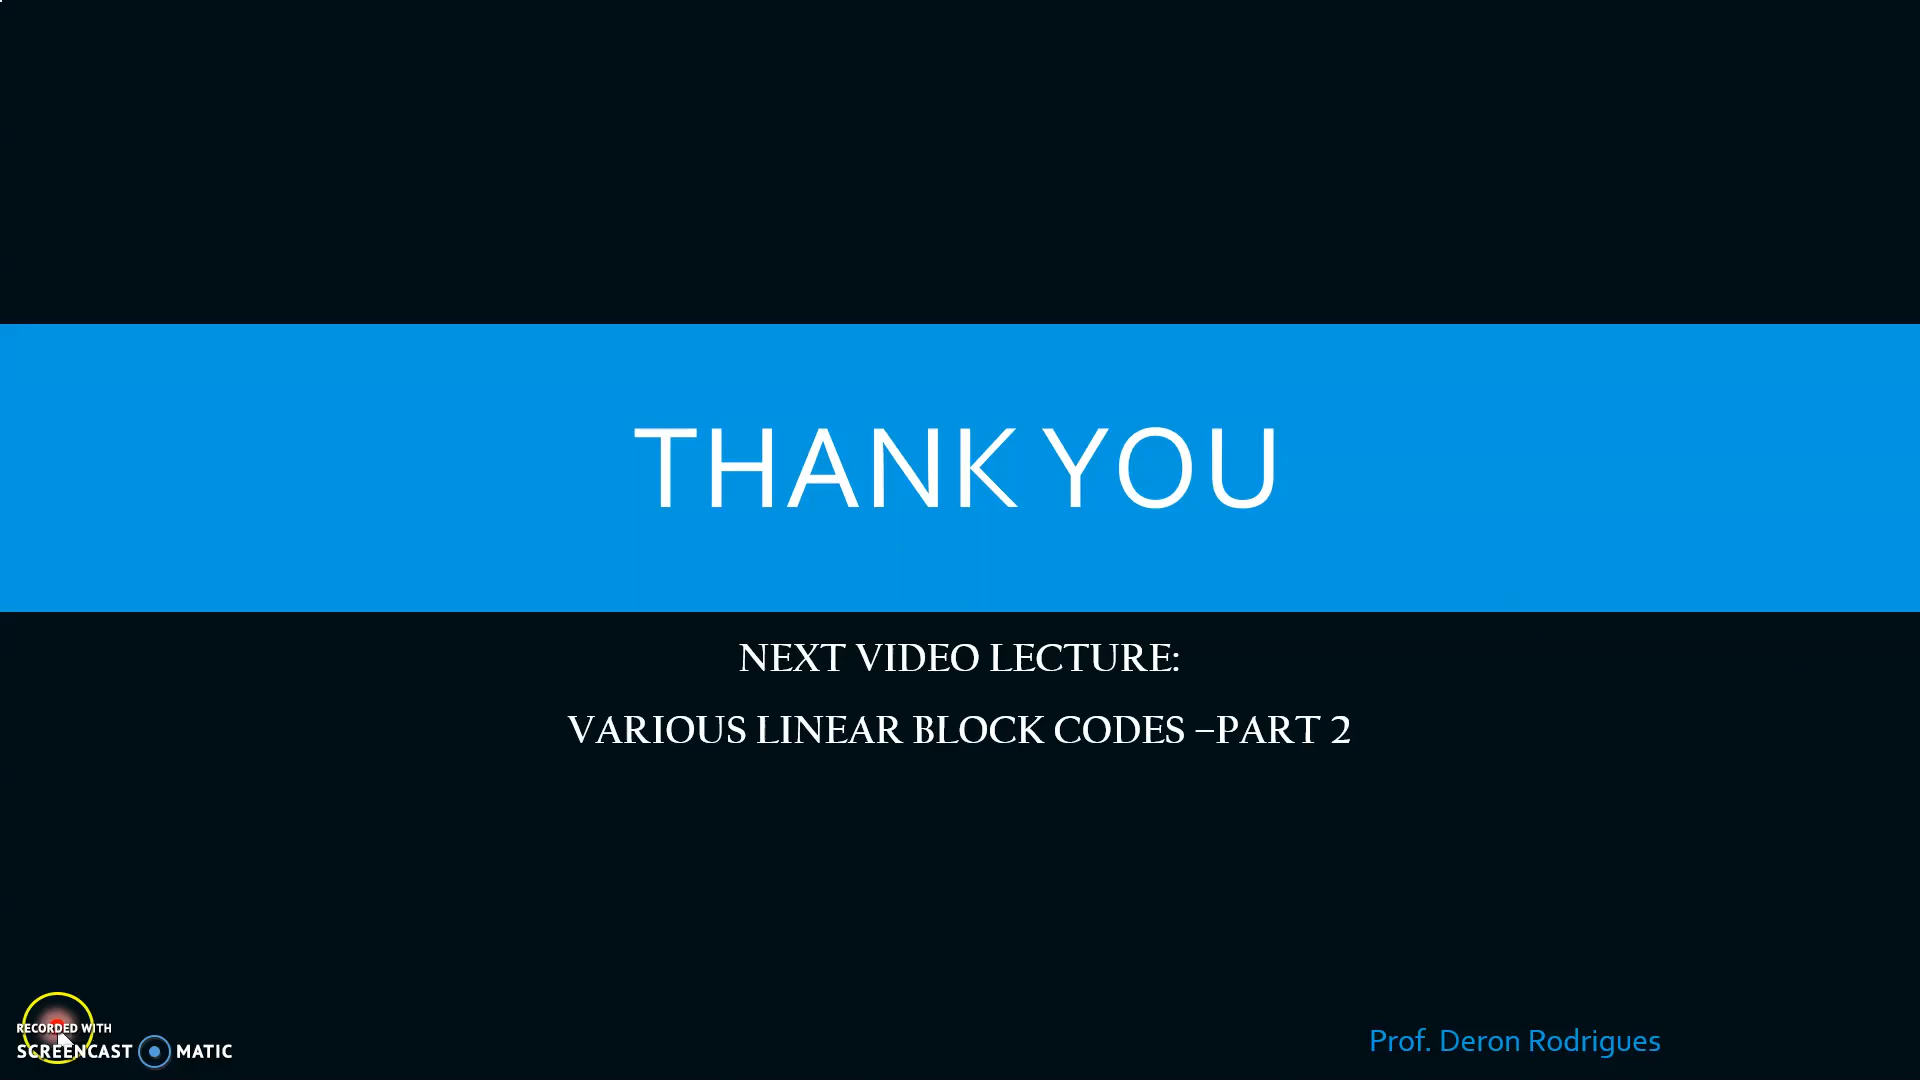 THANK YOU
NEXT VIDEO LECTURE:
VARIOUS LINEAR BLOCK CODES –PART 2
RECORDED WITH
SCREENCAST MATIC
Prof. Deron Rodrigues